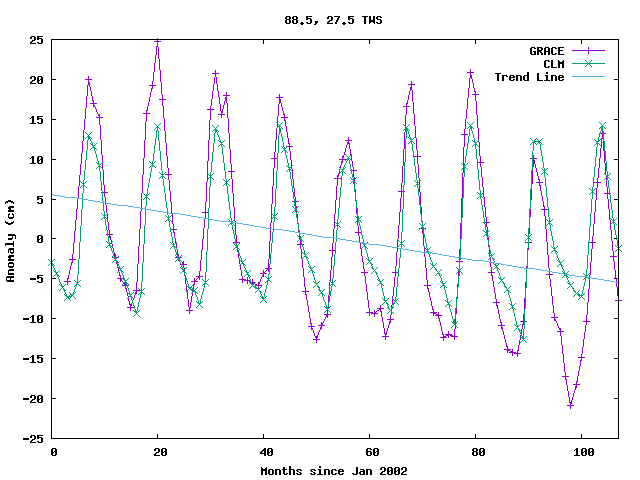 88.5, 27.5 TWS
GRACE
CLM
Trend Line
25
20
15
10
5
0
-5
-10
-15
-20
-25
Anomaly (cm)
0 20 40 60 80 100
Months since Jan 2002